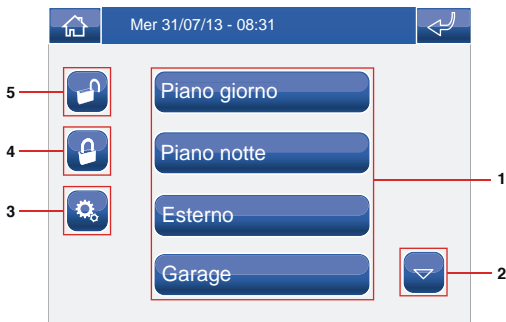 Mer 31/07/13 - 08:31
5
Piano giorno
4
Piano notte
1
3
Esterno
Garage
2